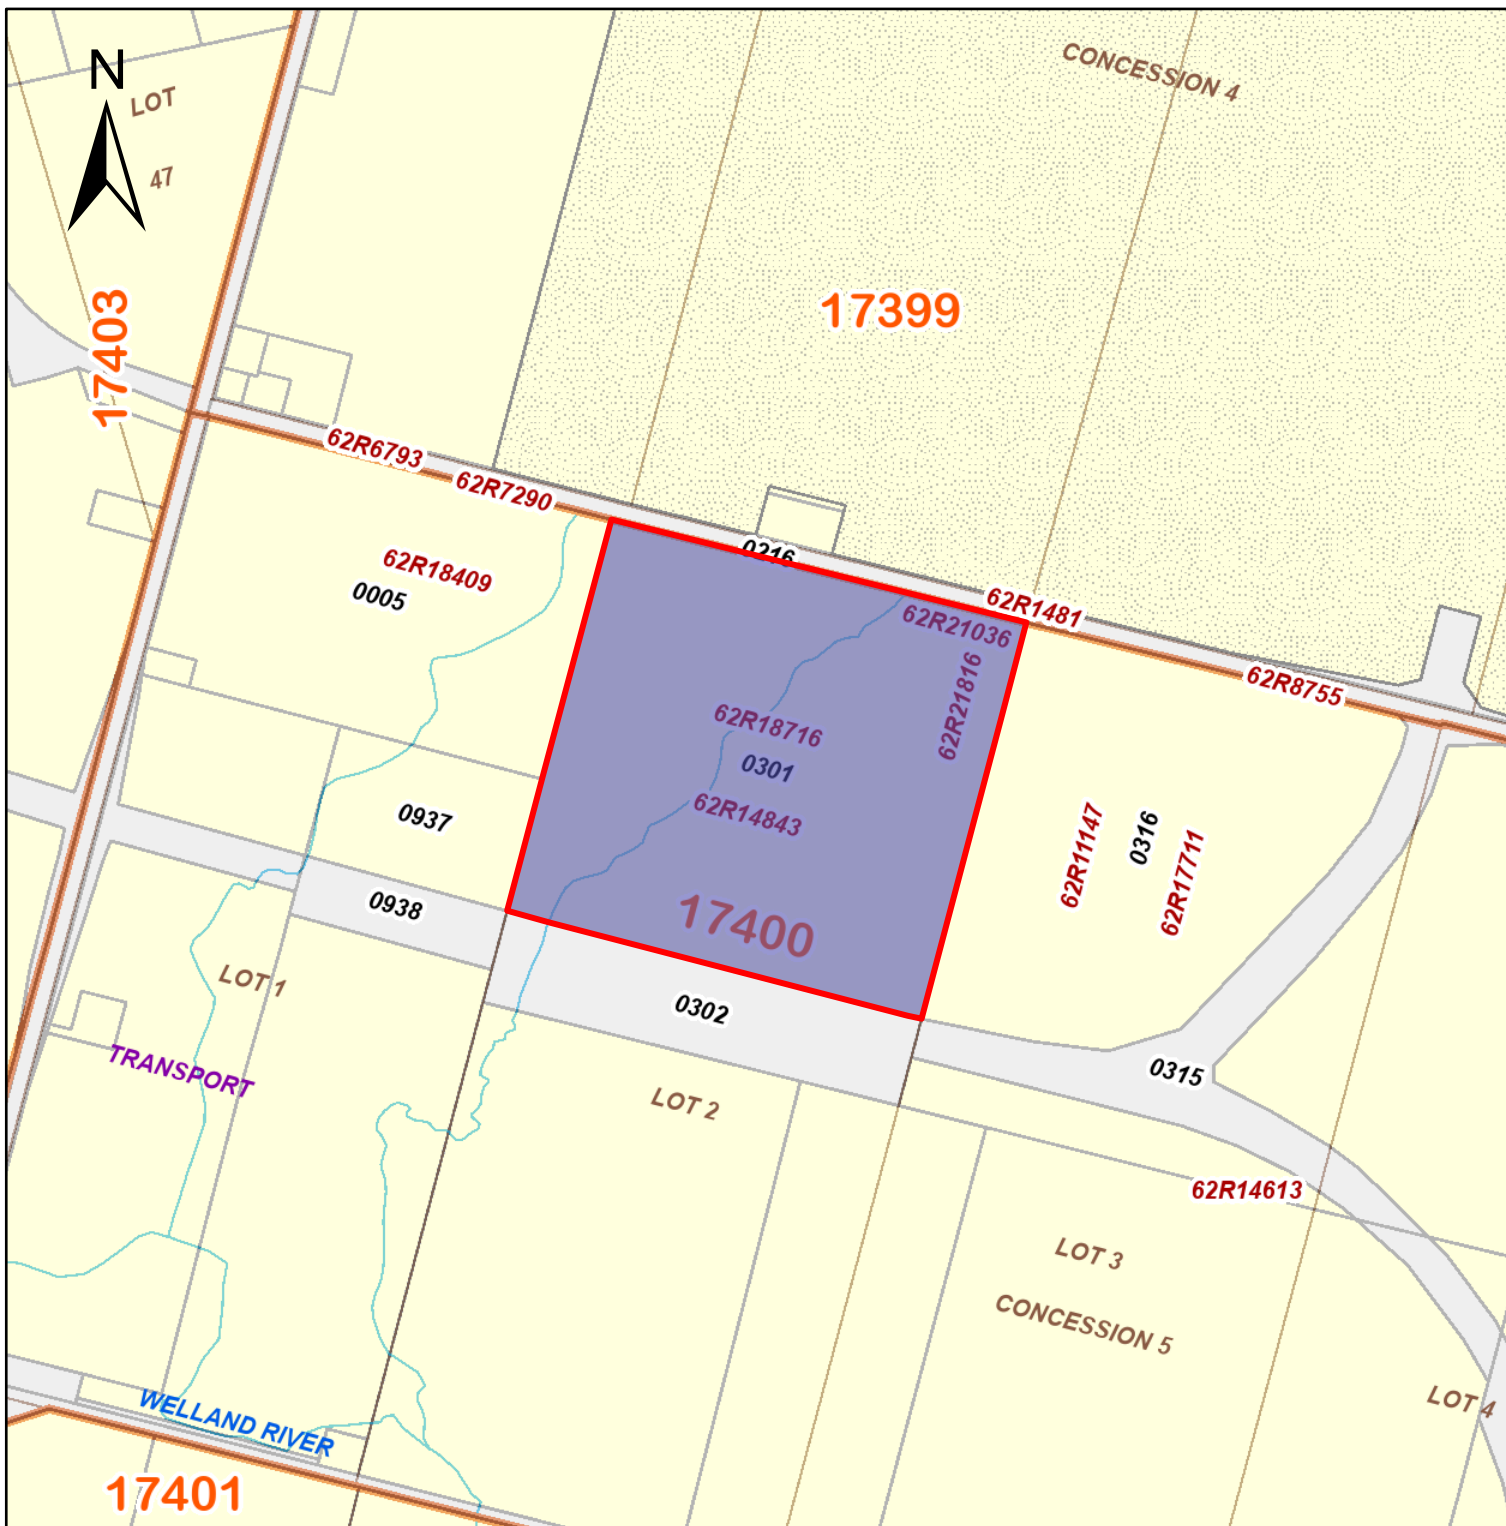 CONCESSION 4
N
LOT
47
17403
17399
62R6793
62R7290
0216
62R18409
0005
62R1481
62R21036
62R21816
62R8755
62R18716
0301
62R14843
0937
62R11147
0316
62R17711
0938
17400
LOT 1
0302
TRANSPORT
0315
LOT 2
62R14613
LOT 3
CONCESSION 5
LOT 4
WELLAND RIVER
17401